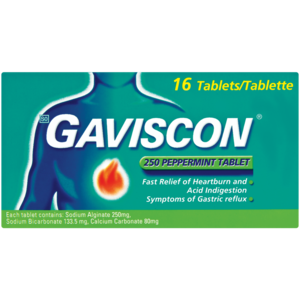 16 Tablets/Tablette
GAVISCON®
250 PEPPERMINT TABLET
Fast Relief of Heartburn and
Acid Indigestion
Symptoms of Gastric reflux
Each tablet contains: Sodium Alginate 250mg,
Sodium Bicarbonate 133.5 mg, Calcium Carbonate 80mg